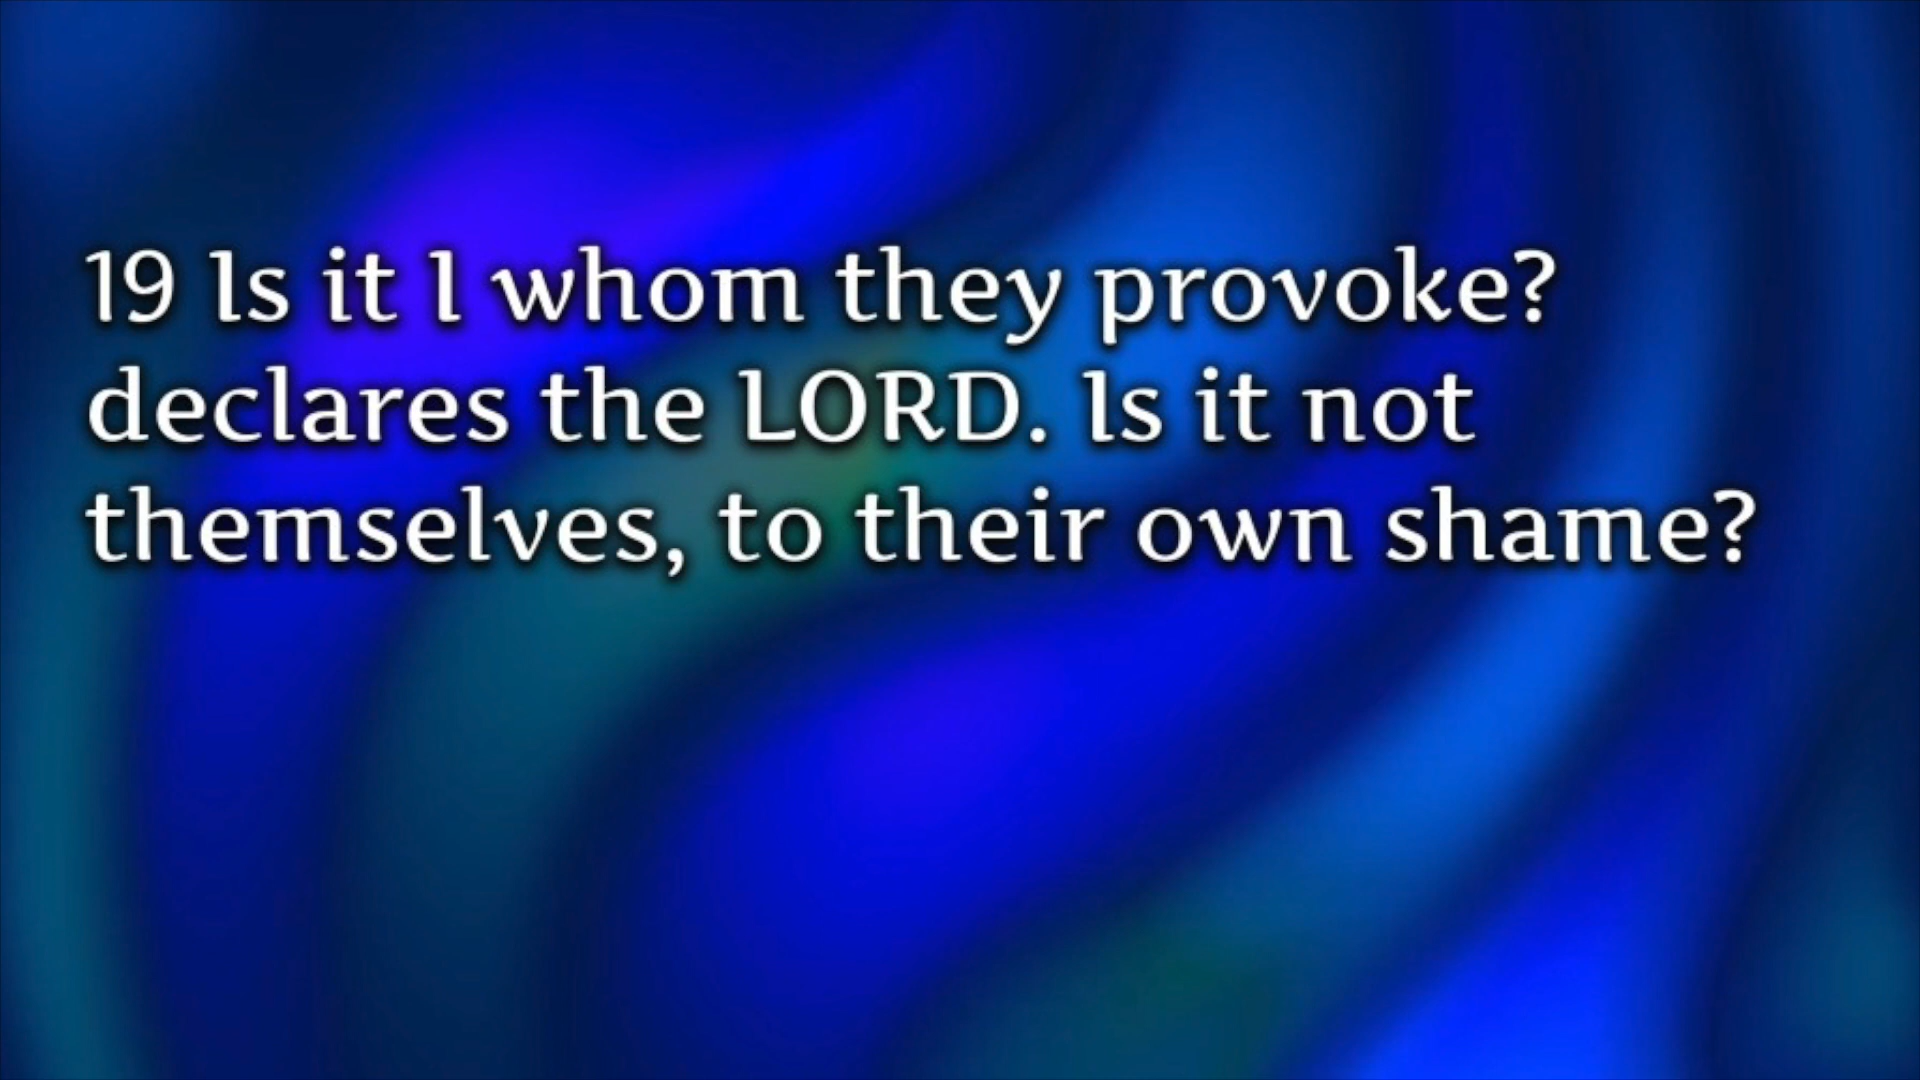 19 Is it I whom they provoke?
declares the LORD. Is it not
themselves, to their own shame?